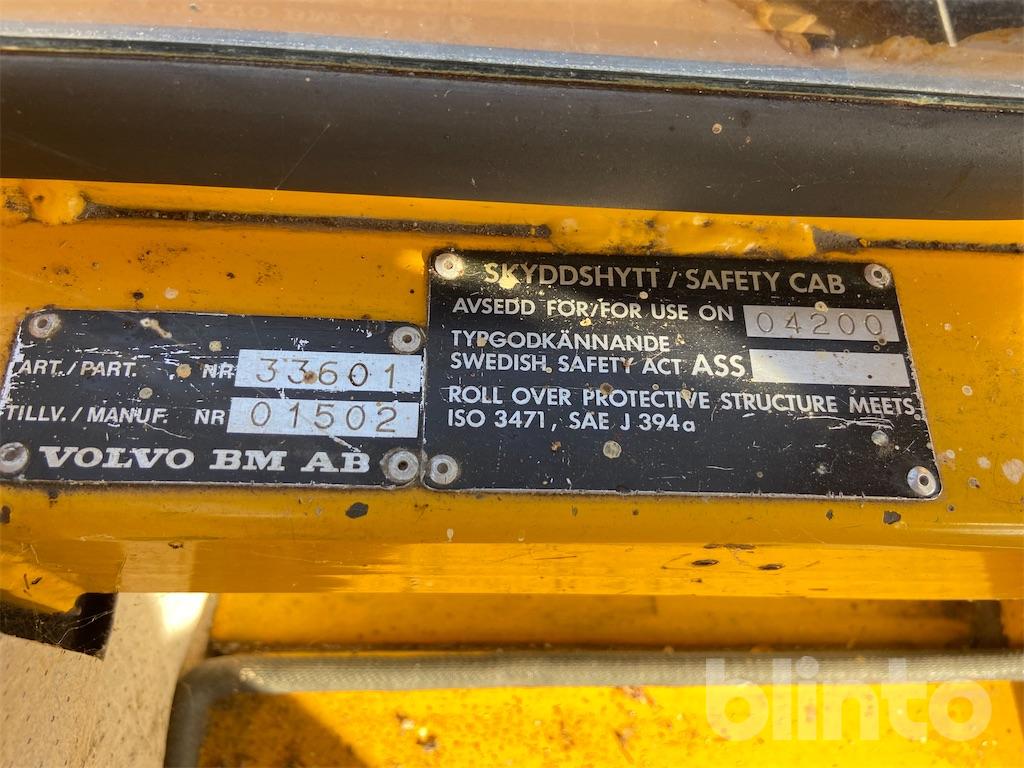 ART./PART. NR 33601
TILLV./MANUF. NR 01502
VOLVO BM AB
SKYDDSHYTT / SAFETY CAB
AVSEDD FÖR/FOR USE ON 04200
TYPGODKÄNNANDE
SWEDISH SAFETY ACT ASS
ROLL OVER PROTECTIVE STRUCTURE MEETS
ISO 3471, SAE J 394a
blinto